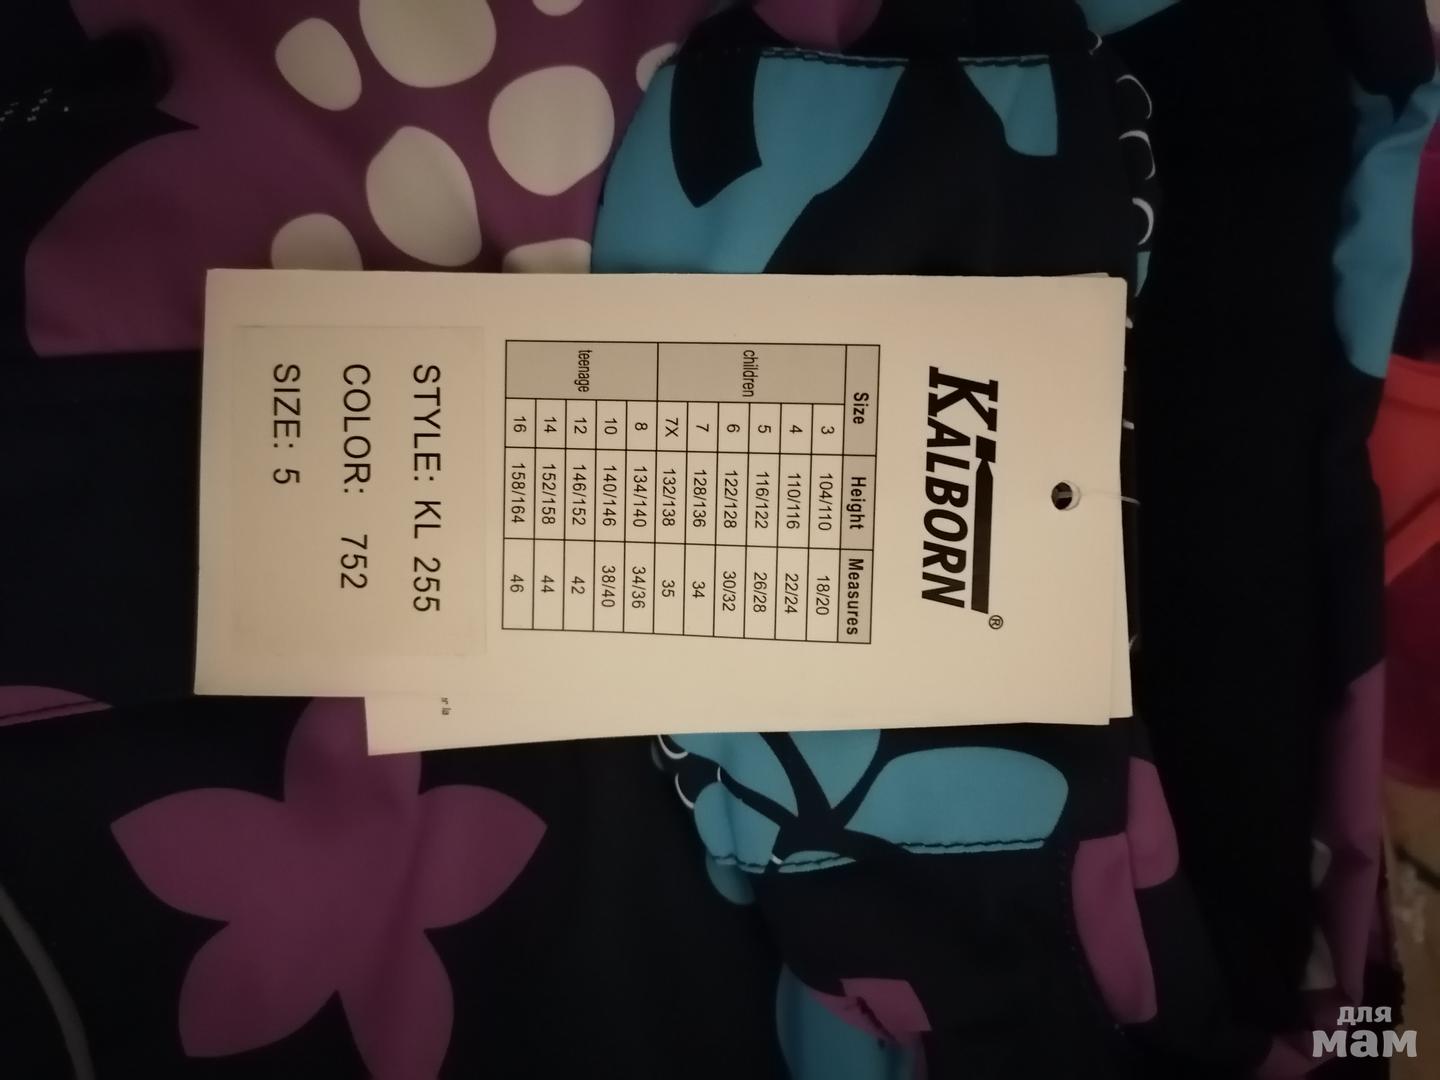 KALBORN®
Size Height Measures
children
3 104/110 18/20
4 110/116 22/24
5 116/122 26/28
6 122/128 30/32
7 128/136 34
7X 132/138 35
teenage
8 134/140 34/36
10 140/146 38/40
12 146/152 42
14 152/158 44
16 158/164 46
STYLE: KL 255
COLOR: 752
SIZE: 5
для
мам